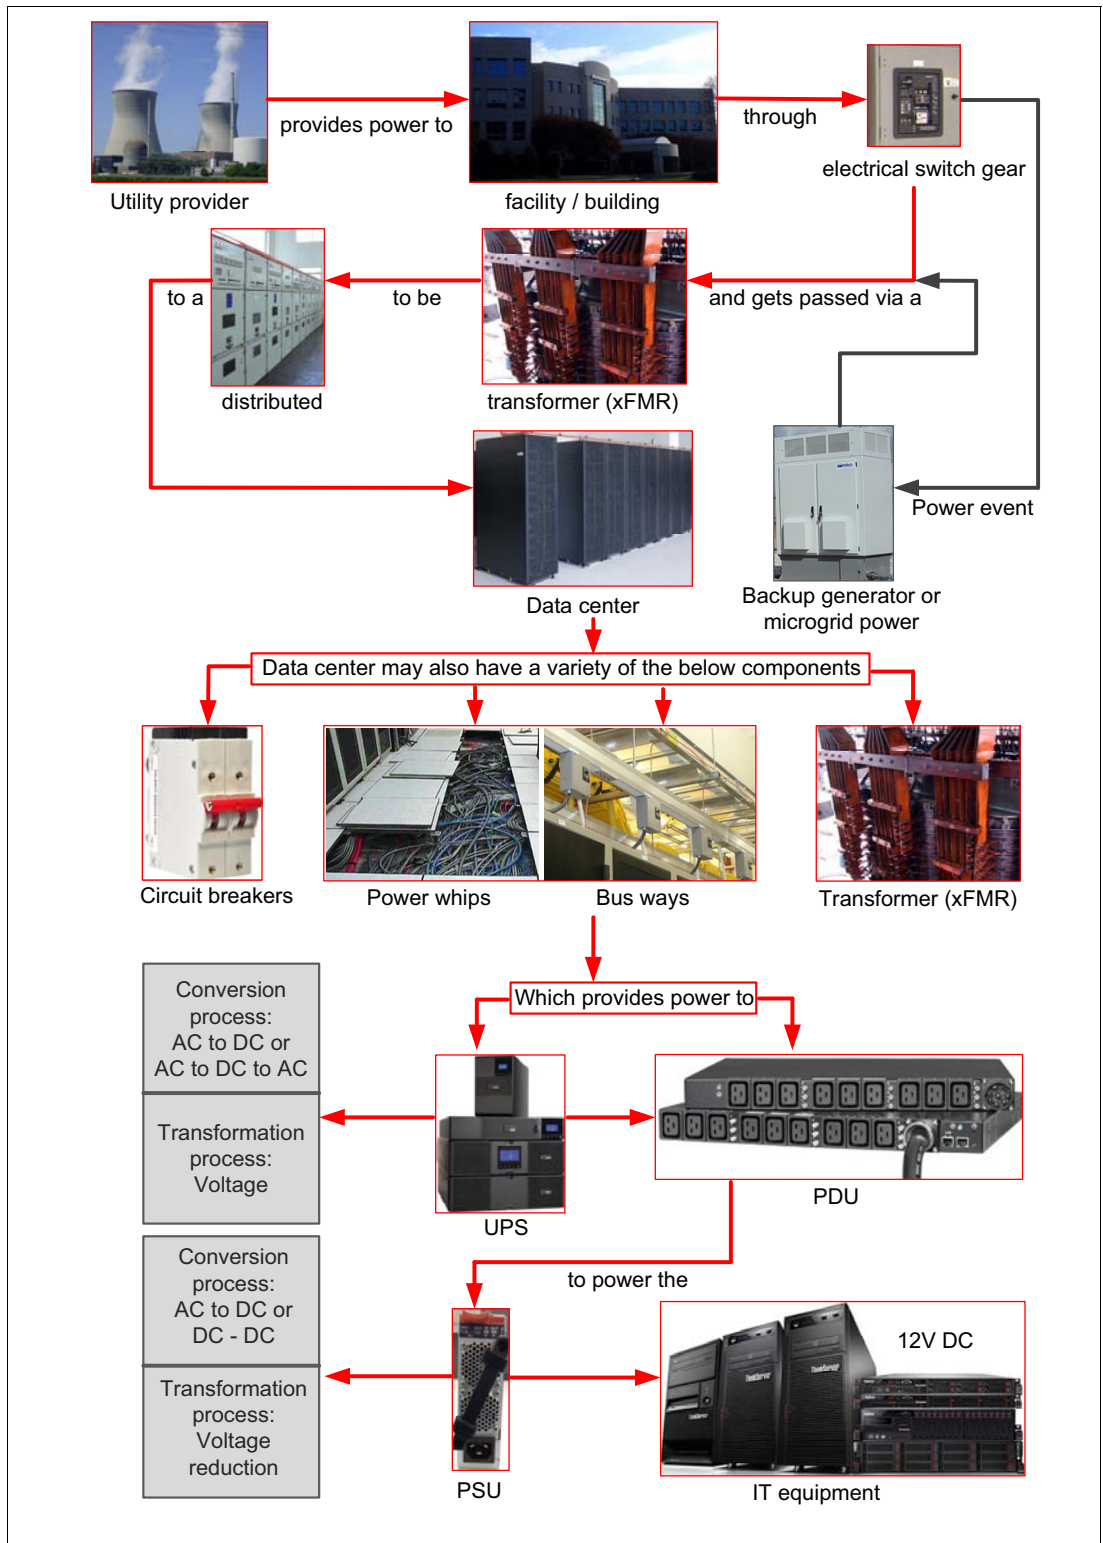 provides power to
through
Utility provider
facility / building
electrical switch gear
to a
to be
and gets passed via a
distributed
transformer (xFMR)
Power event
Data center
Backup generator or
microgrid power
Data center may also have a variety of the below components
Circuit breakers
Power whips
Bus ways
Transformer (xFMR)
Which provides power to
Conversion
process:
AC to DC or
AC to DC to AC
Transformation
process:
Voltage
UPS
PDU
to power the
Conversion
process:
AC to DC or
DC - DC
Transformation
process:
Voltage
reduction
12V DC
ThinkServer
ThinkServer
ThinkServer
PSU
IT equipment